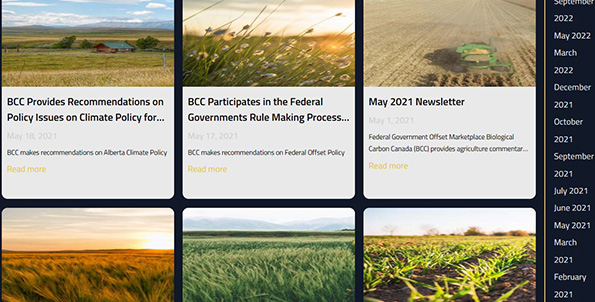 BCC Provides Recommendations on
Policy Issues on Climate Policy for...
May 18, 2021
BCC makes recommendations on Alberta Climate Policy
Read more
BCC Participates in the Federal
Governments Rule Making Process...
May 17, 2021
BCC makes recommendations on Federal Offset Policy
Read more
May 2021 Newsletter
May 1, 2021
Federal Government Offset Marketplace Biological
Carbon Canada (BCC) provides agriculture commentar...
Read more
September
2022
May 2022
March
2022
December
2021
October
2021
September
2021
July 2021
June 2021
May 2021
March
2021
February
2021